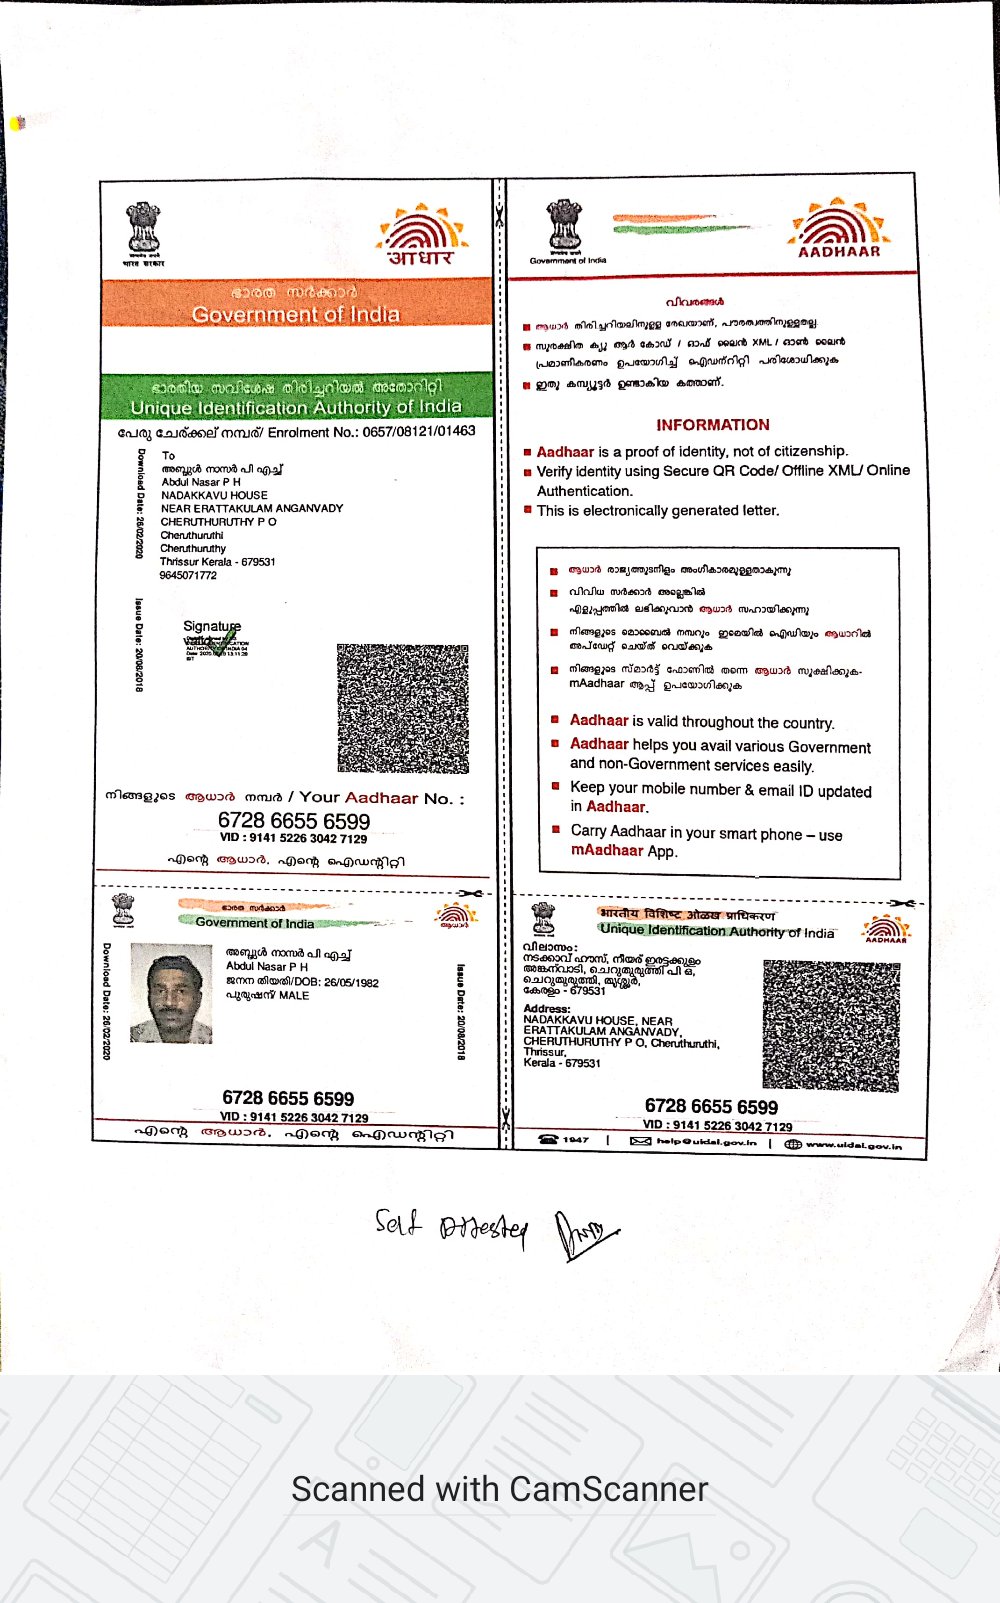 भारत सरकार
आधार
ഭാരത സർക്കാർ
Government of India
ഭാരതീയ സവിശേഷ തിരിച്ചറിയൽ അതോറിറ്റി
Unique Identification Authority of India
പേരു ചേര്‍ക്കല് നമ്പര്‍/ Enrolment No.: 0657/08121/01463
Download Date: 26/02/2020
To
അബ്ദുൾ നാസർ പി എച്ച്
Abdul Nasar P H
NADAKKAVU HOUSE
NEAR ERATTAKULAM ANGANVADY
CHERUTHURUTHY P O
Cheruthuruthi
Cheruthuruthy
Thrissur Kerala - 679531
9645071772
Issue Date: 20/08/2018
Signature
നിങ്ങളുടെ ആധാർ നമ്പർ / Your Aadhaar No. :
6728 6655 6599
VID : 9141 5226 3042 7129
എന്റെ ആധാർ, എന്റെ ഐഡന്റിറ്റി
ഭാരത സർക്കാർ
Government of India
ആധാർ
Download Date: 26/02/2020
അബ്ദുൾ നാസർ പി എച്ച്
Abdul Nasar P H
ജനന തിയതി/DOB: 26/05/1982
പുരുഷന്‍/ MALE
Issue Date: 20/08/2018
6728 6655 6599
VID : 9141 5226 3042 7129
എന്റെ ആധാർ, എന്റെ ഐഡന്റിറ്റി
Government of India
AADHAAR
വിവരങ്ങൾ
ആധാർ തിരിച്ചറിയലിനുള്ള രേഖയാണ്, പൗരത്വത്തിനുള്ളതല്ല
സുരക്ഷിത ക്യൂ ആർ കോഡ് / ഓഫ് ലൈൻ XML / ഓൺ ലൈൻ
പ്രമാണികരണം ഉപയോഗിച്ച് ഐഡന്റിറ്റി പരിശോധിക്കുക
ഇതു കമ്പ്യൂട്ടർ ഉണ്ടാകിയ കത്താണ്.
INFORMATION
Aadhaar is a proof of identity, not of citizenship.
Verify identity using Secure QR Code/ Offline XML/ Online
Authentication.
This is electronically generated letter.
ആധാർ രാജ്യത്തുടനീളം അംഗീകാരമുള്ളതാകുന്നു
വിവിധ സർക്കാർ അല്ലെങ്കിൽ
എളുപ്പത്തിൽ ലഭിക്കുവാൻ ആധാർ സഹായിക്കുന്നു
നിങ്ങളുടെ മൊബൈൽ നമ്പറും ഇമെയിൽ ഐഡിയും ആധാറിൽ
അപ്ഡേറ്റ് ചെയ്ത് വെയ്ക്കുക
നിങ്ങളുടെ സ്മാർട്ട് ഫോണിൽ തന്നെ ആധാർ സൂക്ഷിക്കുക-
mAadhaar ആപ്പ് ഉപയോഗിക്കുക
Aadhaar is valid throughout the country.
Aadhaar helps you avail various Government
and non-Government services easily.
Keep your mobile number & email ID updated
in Aadhaar.
Carry Aadhaar in your smart phone – use
mAadhaar App.
भारतीय विशिष्ट ओळख प्राधिकरण
Unique Identification Authority of India
AADHAAR
വിലാസം:
നടക്കാവ് ഹൗസ്, നീയര് ഇരട്ടക്കുളം
അങ്കന്‍വാടി, ചെറുതുരുത്തി പി ഒ,
ചെറുതുരുത്തി, തൃശ്ശൂർ,
കേരളം - 679531
Address:
NADAKKAVU HOUSE, NEAR
ERATTAKULAM ANGANVADY,
CHERUTHURUTHY P O, Cheruthuruthi,
Thrissur,
Kerala - 679531
6728 6655 6599
VID : 9141 5226 3042 7129
1947 | help@uidai.gov.in | www.uidai.gov.in
Self Attested
Scanned with CamScanner